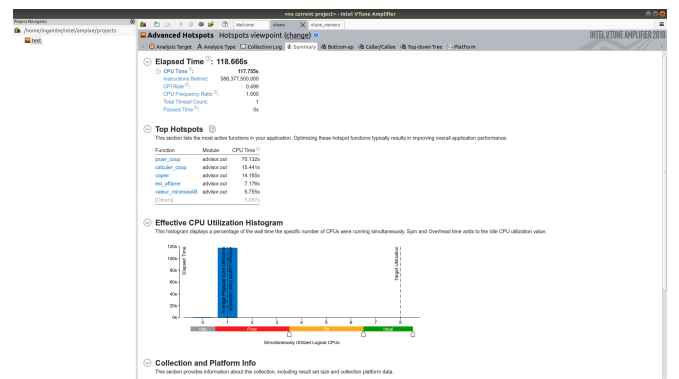 <no current project> - Intel VTune Amplifier
Project Navigator
/home/ingambe/intel/amplxe/projects
test
Welcome
vtune
vtune_memory
Advanced Hotspots Hotspots viewpoint (change)
INTEL VTUNE AMPLIFIER 2018
Analysis Target Analysis Type Collection Log Summary Bottom-up Caller/Callee Top-down Tree Platform
Elapsed Time: 118.666s
CPU Time: 117.755s
Instructions Retired: 588,377,500,000
CPI Rate: 0.499
CPU Frequency Ratio: 1.000
Total Thread Count: 1
Paused Time: 0s
Top Hotspots
This section lists the most active functions in your application. Optimizing these hotspot functions typically results in improving overall application performance.
Function Module CPU Time
jouer_coup advisor.out 70.132s
calculer_coup advisor.out 15.441s
copier advisor.out 14.165s
est_affame advisor.out 7.176s
valeur_minimaxAB advisor.out 5.755s
[Others] 5.087s
Effective CPU Utilization Histogram
This histogram displays a percentage of the wall time the specific number of CPUs were running simultaneously. Spin and Overhead time adds to the Idle CPU utilization value.
Elapsed Time
120s
100s
80s
60s
40s
20s
0s
Target Utilization
0 1 2 3 4 5 6 7 8
Idle Poor Ok Ideal
Simultaneously Utilized Logical CPUs
Collection and Platform Info
This section provides information about this collection, including result set size and collection platform data.